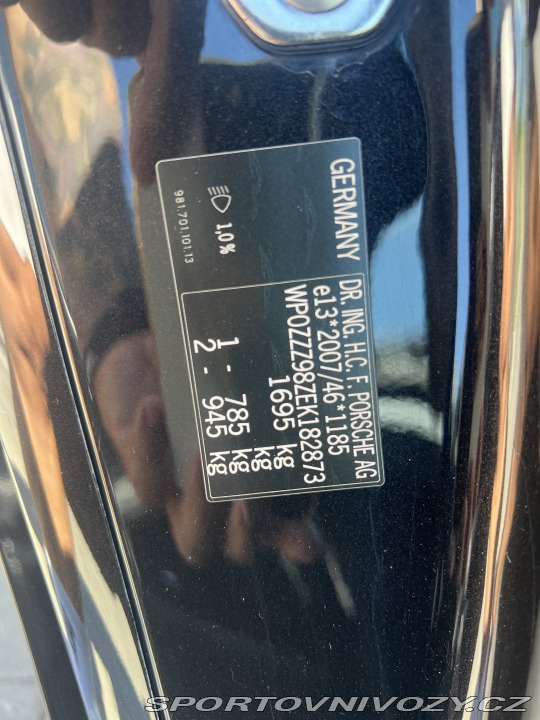 GERMANY
DR. ING. H.C. F. PORSCHE AG
e13*2007/46*1185
WP0ZZZ98ZEK182873
1695 kg
kg
1 - 785 kg
2 - 945 kg
1,0%
981.701.101.13
SPORTOVNIVOZY.CZ